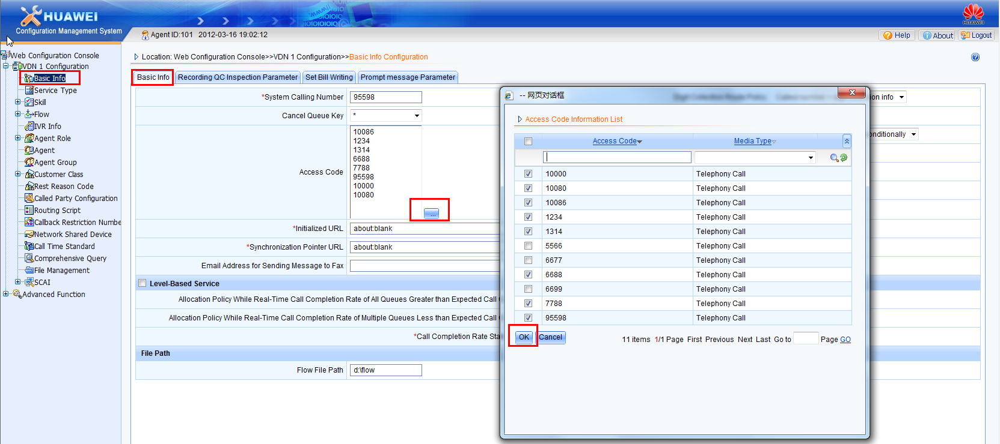 HUAWEI
Configuration Management System
HUAWEI
Agent ID:101 2012-03-16 19:02:12
Help About Logout
Web Configuration Console
VDN 1 Configuration
Basic Info
Service Type
Skill
Flow
IVR Info
Agent Role
Agent
Agent Group
Customer Class
Rest Reason Code
Called Party Configuration
Routing Script
Callback Restriction Numbe
Network Shared Device
Call Time Standard
Comprehensive Query
File Management
SCAI
Advanced Function
Location: Web Configuration Console>>VDN 1 Configuration>>Basic Info Configuration
Basic Info Recording QC Inspection Parameter Set Bill Writing Prompt message Parameter
*System Calling Number 95598
ion info
Cancel Queue Key *
Access Code
10086
1234
1314
6688
7788
95598
10000
10080
...
onditionally
*Initialized URL about:blank
*Synchronization Pointer URL about:blank
Email Address for Sending Message to Fax
Level-Based Service
Allocation Policy While Real-Time Call Completion Rate of All Queues Greater than Expected Call
Allocation Policy While Real-Time Call Completion Rate of Multiple Queues Less than Expected Call
*Call Completion Rate Sta
File Path
Flow File Path d:\flow
-- 网页对话框
Access Code Information List
Access Code Media Type
10000 Telephony Call
10080 Telephony Call
10086 Telephony Call
1234 Telephony Call
1314 Telephony Call
5566 Telephony Call
6677 Telephony Call
6688 Telephony Call
6699 Telephony Call
7788 Telephony Call
95598 Telephony Call
OK Cancel
11 items 1/1 Page First Previous Next Last Go to Page GO